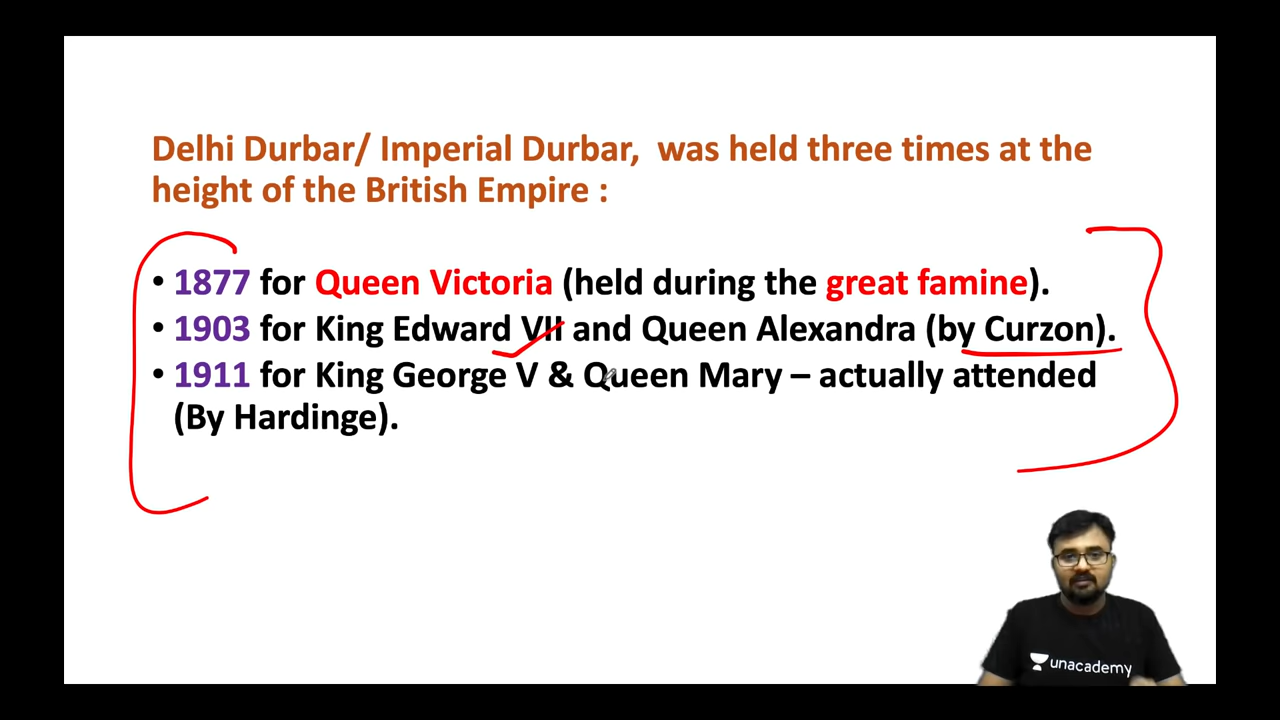 Delhi Durbar/ Imperial Durbar, was held three times at the
height of the British Empire :
• 1877 for Queen Victoria (held during the great famine).
• 1903 for King Edward VII and Queen Alexandra (by Curzon).
• 1911 for King George V & Queen Mary – actually attended
(By Hardinge).
unacademy